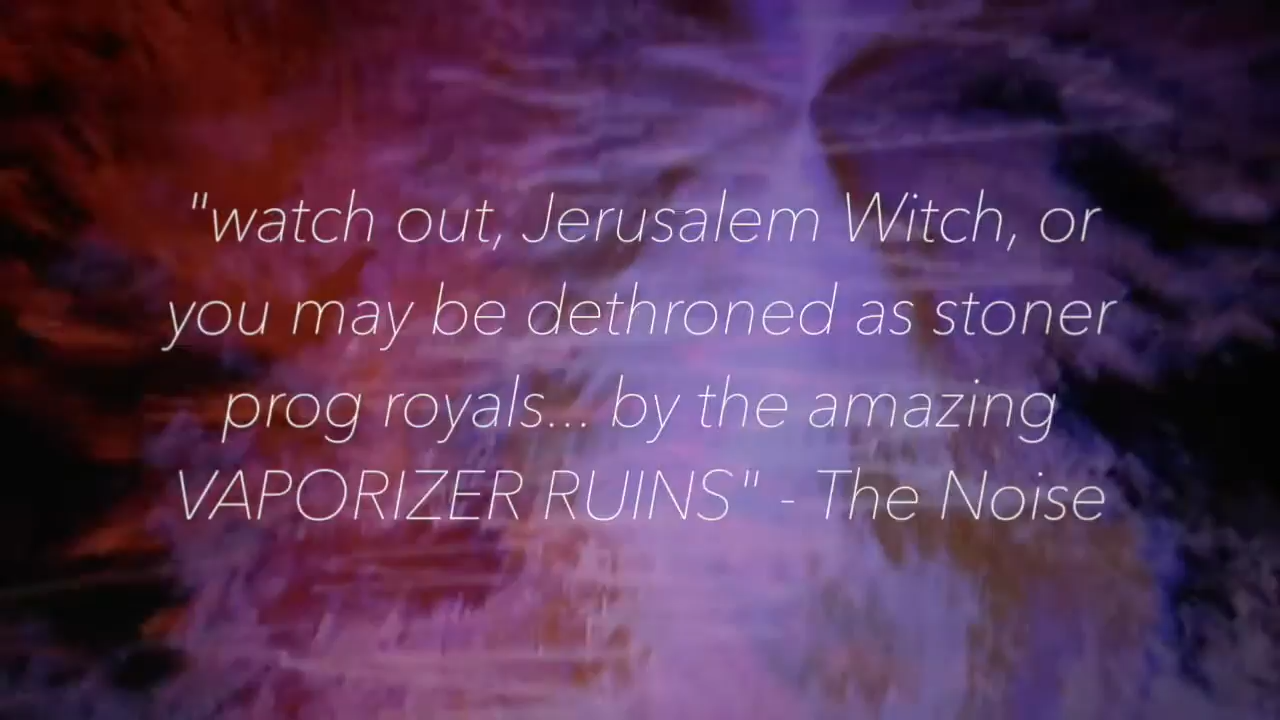 "watch out, Jerusalem Witch, or
you may be dethroned as stoner
prog royals... by the amazing
VAPORIZER RUINS" - The Noise